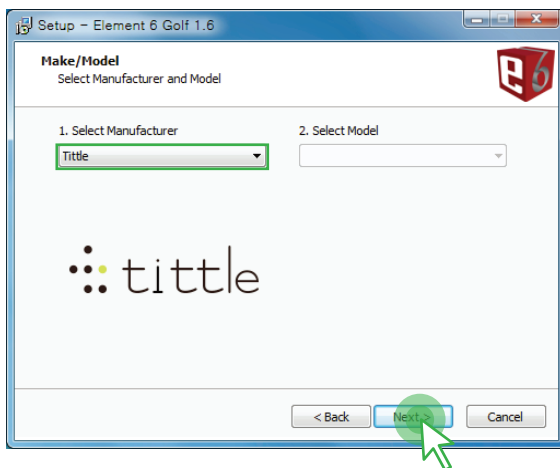 Setup - Element 6 Golf 1.6
Make/Model
Select Manufacturer and Model
e6
1. Select Manufacturer
2. Select Model
Tittle
tittle
< Back
Next >
Cancel